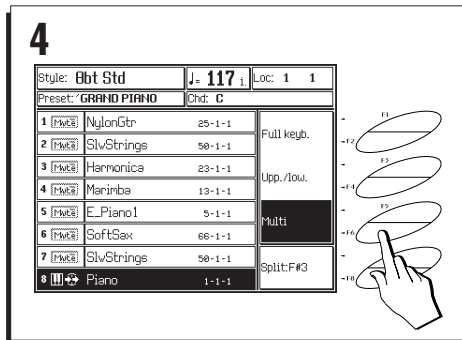 4
Style: 8bt Std ♩= 117 i. Loc: 1 1
Preset:´GRAND PIANO Chd: C
1 Mute NylonGtr 25-1-1
2 Mute SlwStrings 50-1-1
3 Mute Harmonica 23-1-1
4 Mute Marimba 13-1-1
5 Mute E_Piano1 5-1-1
6 Mute SoftSax 66-1-1
7 Mute SlwStrings 50-1-1
8 Piano 1-1-1
Full keyb.
Upp./low.
Multi
Split:F#3
F1
F2
F3
F4
F5
F6
F8